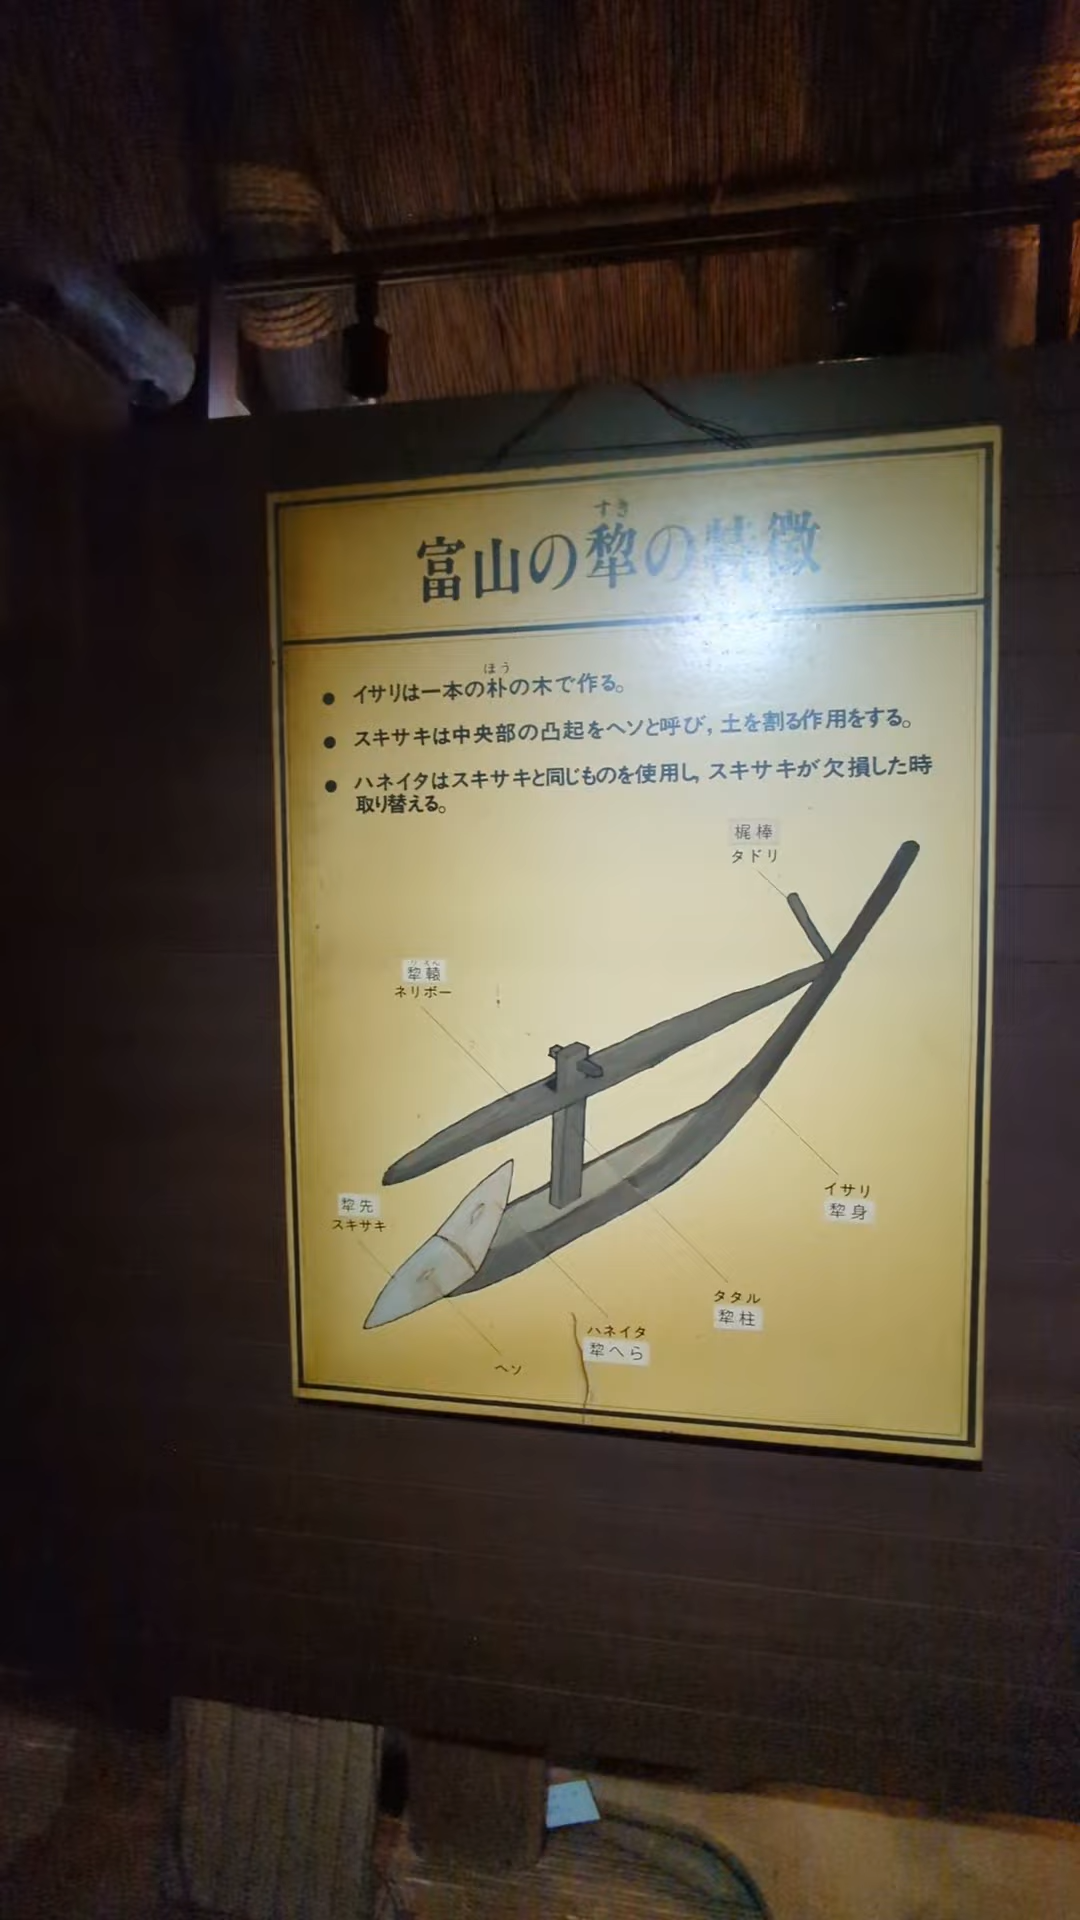 すき
富山の犂の特徴
ほう
● イサリは一本の朴の木で作る。
● スキサキは中央部の凸起をヘソと呼び，土を割る作用をする。
● ハネイタはスキサキと同じものを使用し，スキサキが欠損した時
取り替える。
梶棒
タドリ
りえん
犂轅
ネリボー
イサリ
犂身
犂先
スキサキ
タタル
犂柱
ハネイタ
犂へら
ヘソ